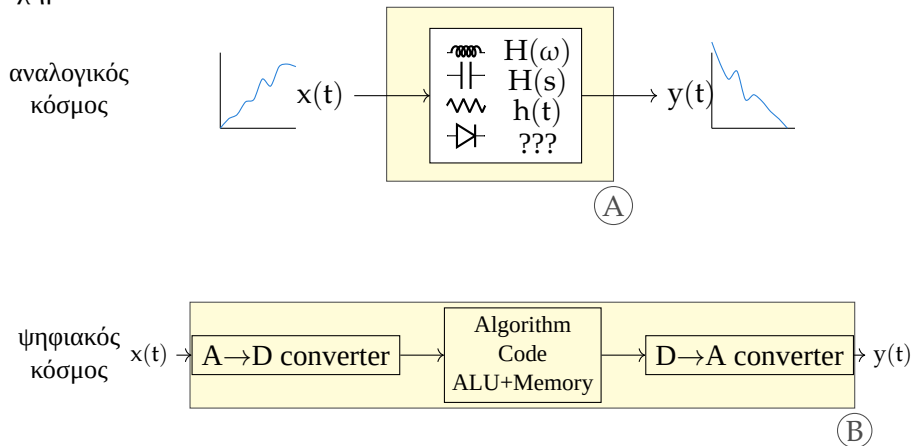 αναλογικός
κόσμος
x(t)
H(ω)
H(s)
h(t)
???
y(t)
A
ψηφιακός
κόσμος
x(t)
A→D converter
Algorithm
Code
ALU+Memory
D→A converter
y(t)
B